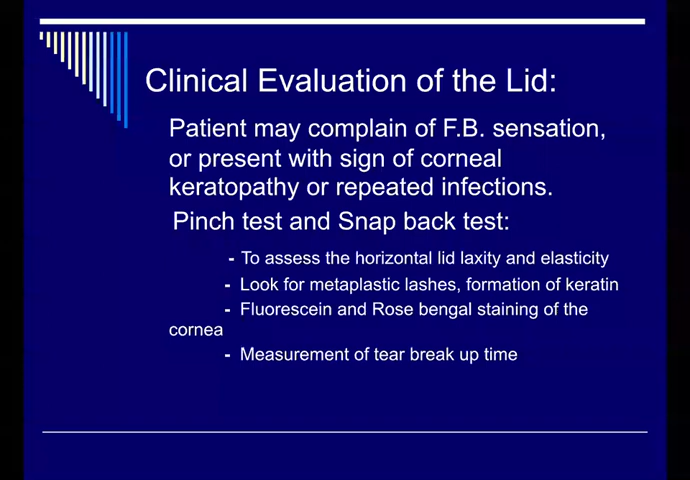 Clinical Evaluation of the Lid:
Patient may complain of F.B. sensation,
or present with sign of corneal
keratopathy or repeated infections.
Pinch test and Snap back test:
- To assess the horizontal lid laxity and elasticity
- Look for metaplastic lashes, formation of keratin
- Fluorescein and Rose bengal staining of the
cornea
- Measurement of tear break up time